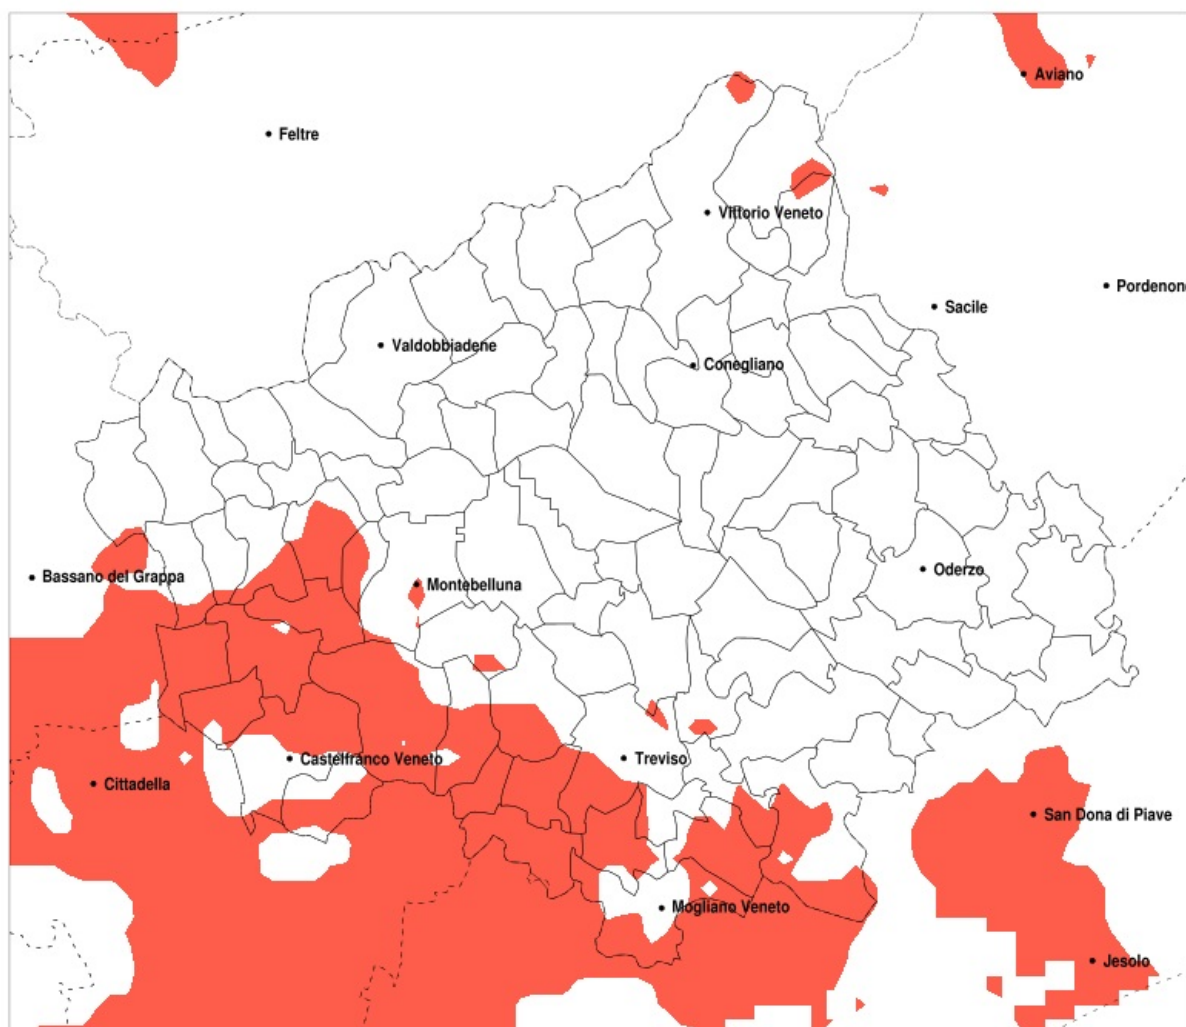 Aviano
Feltre
Vittorio Veneto
Pordenon
Sacile
Valdobbiadene
Conegliano
Bassano del Grappa
Montebelluna
Oderzo
Castelfranco Veneto
Treviso
Cittadella
San Dona di Piave
Mogliano Veneto
Jesolo